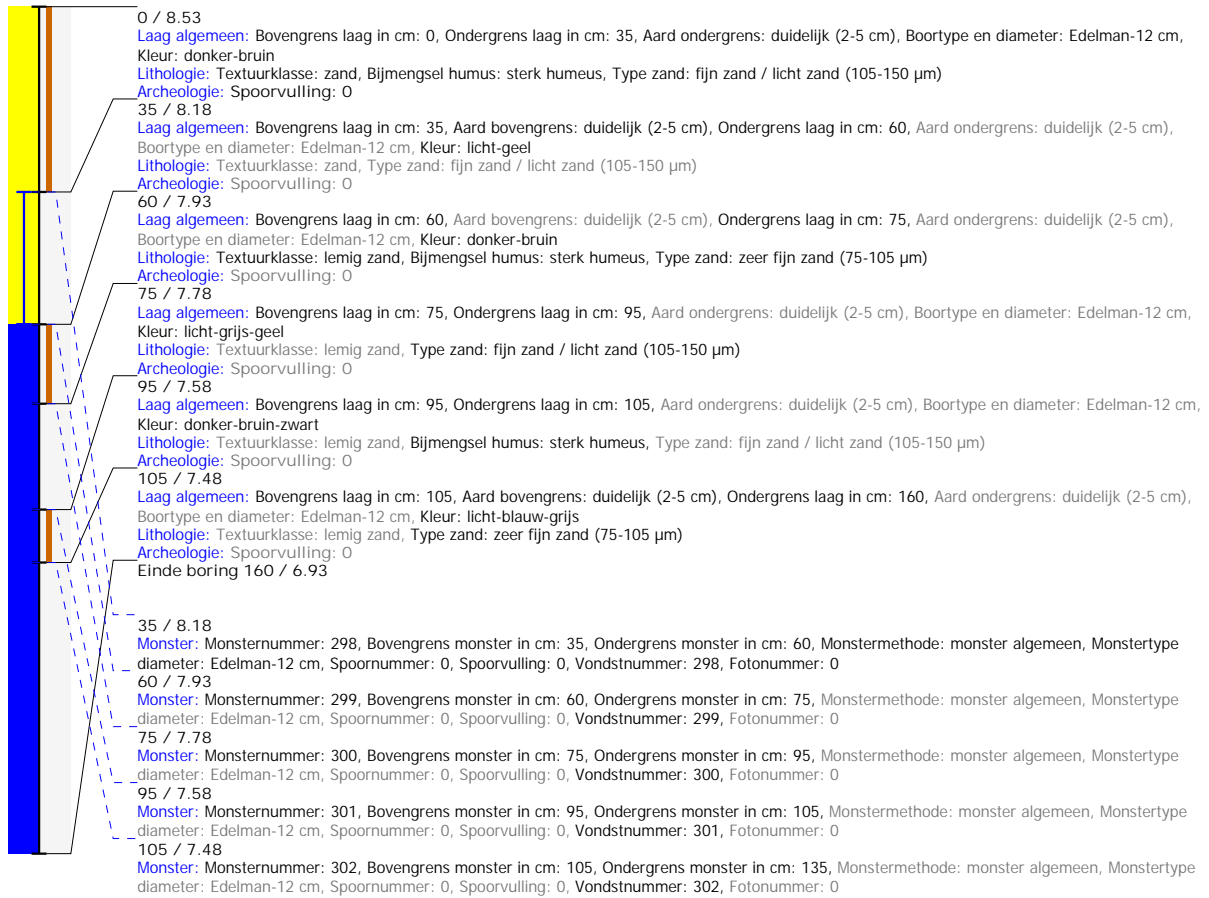 0 / 8.53
Laag algemeen: Bovengrens laag in cm: 0, Ondergrens laag in cm: 35, Aard ondergrens: duidelijk (2-5 cm), Boortype en diameter: Edelman-12 cm,
Kleur: donker-bruin
Lithologie: Textuurklasse: zand, Bijmengsel humus: sterk humeus, Type zand: fijn zand / licht zand (105-150 µm)
Archeologie: Spoorvulling: 0
35 / 8.18
Laag algemeen: Bovengrens laag in cm: 35, Aard bovengrens: duidelijk (2-5 cm), Ondergrens laag in cm: 60, Aard ondergrens: duidelijk (2-5 cm),
Boortype en diameter: Edelman-12 cm, Kleur: licht-geel
Lithologie: Textuurklasse: zand, Type zand: fijn zand / licht zand (105-150 µm)
Archeologie: Spoorvulling: 0
60 / 7.93
Laag algemeen: Bovengrens laag in cm: 60, Aard bovengrens: duidelijk (2-5 cm), Ondergrens laag in cm: 75, Aard ondergrens: duidelijk (2-5 cm),
Boortype en diameter: Edelman-12 cm, Kleur: donker-bruin
Lithologie: Textuurklasse: lemig zand, Bijmengsel humus: sterk humeus, Type zand: zeer fijn zand (75-105 µm)
Archeologie: Spoorvulling: 0
75 / 7.78
Laag algemeen: Bovengrens laag in cm: 75, Ondergrens laag in cm: 95, Aard ondergrens: duidelijk (2-5 cm), Boortype en diameter: Edelman-12 cm,
Kleur: licht-grijs-geel
Lithologie: Textuurklasse: lemig zand, Type zand: fijn zand / licht zand (105-150 µm)
Archeologie: Spoorvulling: 0
95 / 7.58
Laag algemeen: Bovengrens laag in cm: 95, Ondergrens laag in cm: 105, Aard ondergrens: duidelijk (2-5 cm), Boortype en diameter: Edelman-12 cm,
Kleur: donker-bruin-zwart
Lithologie: Textuurklasse: lemig zand, Bijmengsel humus: sterk humeus, Type zand: fijn zand / licht zand (105-150 µm)
Archeologie: Spoorvulling: 0
105 / 7.48
Laag algemeen: Bovengrens laag in cm: 105, Aard bovengrens: duidelijk (2-5 cm), Ondergrens laag in cm: 160, Aard ondergrens: duidelijk (2-5 cm),
Boortype en diameter: Edelman-12 cm, Kleur: licht-blauw-grijs
Lithologie: Textuurklasse: lemig zand, Type zand: zeer fijn zand (75-105 µm)
Archeologie: Spoorvulling: 0
Einde boring 160 / 6.93
35 / 8.18
Monster: Monsternummer: 298, Bovengrens monster in cm: 35, Ondergrens monster in cm: 60, Monstermethode: monster algemeen, Monstertype
diameter: Edelman-12 cm, Spoornummer: 0, Spoorvulling: 0, Vondstnummer: 298, Fotonummer: 0
60 / 7.93
Monster: Monsternummer: 299, Bovengrens monster in cm: 60, Ondergrens monster in cm: 75, Monstermethode: monster algemeen, Monstertype
diameter: Edelman-12 cm, Spoornummer: 0, Spoorvulling: 0, Vondstnummer: 299, Fotonummer: 0
75 / 7.78
Monster: Monsternummer: 300, Bovengrens monster in cm: 75, Ondergrens monster in cm: 95, Monstermethode: monster algemeen, Monstertype
diameter: Edelman-12 cm, Spoornummer: 0, Spoorvulling: 0, Vondstnummer: 300, Fotonummer: 0
95 / 7.58
Monster: Monsternummer: 301, Bovengrens monster in cm: 95, Ondergrens monster in cm: 105, Monstermethode: monster algemeen, Monstertype
diameter: Edelman-12 cm, Spoornummer: 0, Spoorvulling: 0, Vondstnummer: 301, Fotonummer: 0
105 / 7.48
Monster: Monsternummer: 302, Bovengrens monster in cm: 105, Ondergrens monster in cm: 135, Monstermethode: monster algemeen, Monstertype
diameter: Edelman-12 cm, Spoornummer: 0, Spoorvulling: 0, Vondstnummer: 302, Fotonummer: 0